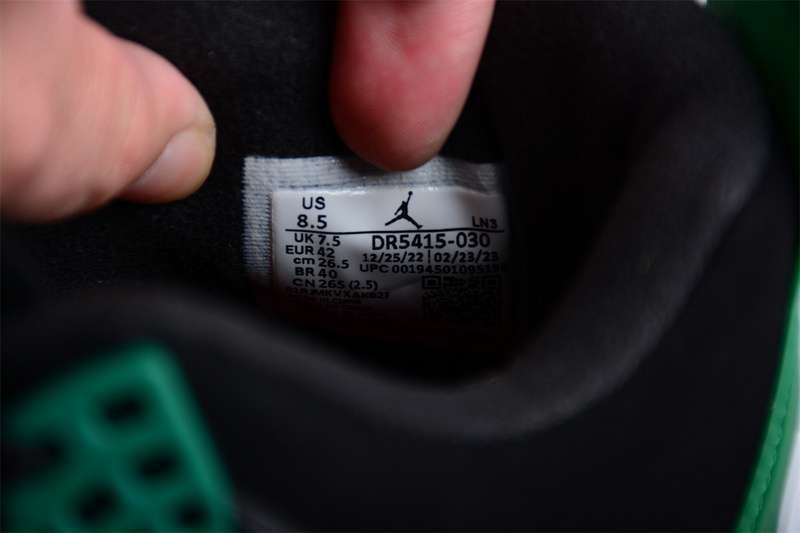 US
8.5
LN3
UK 7.5
DR5415-030
EUR 42
12/25/22 02/23/23
cm 26.5
BR 40
CN 265 (2.5)
UPC